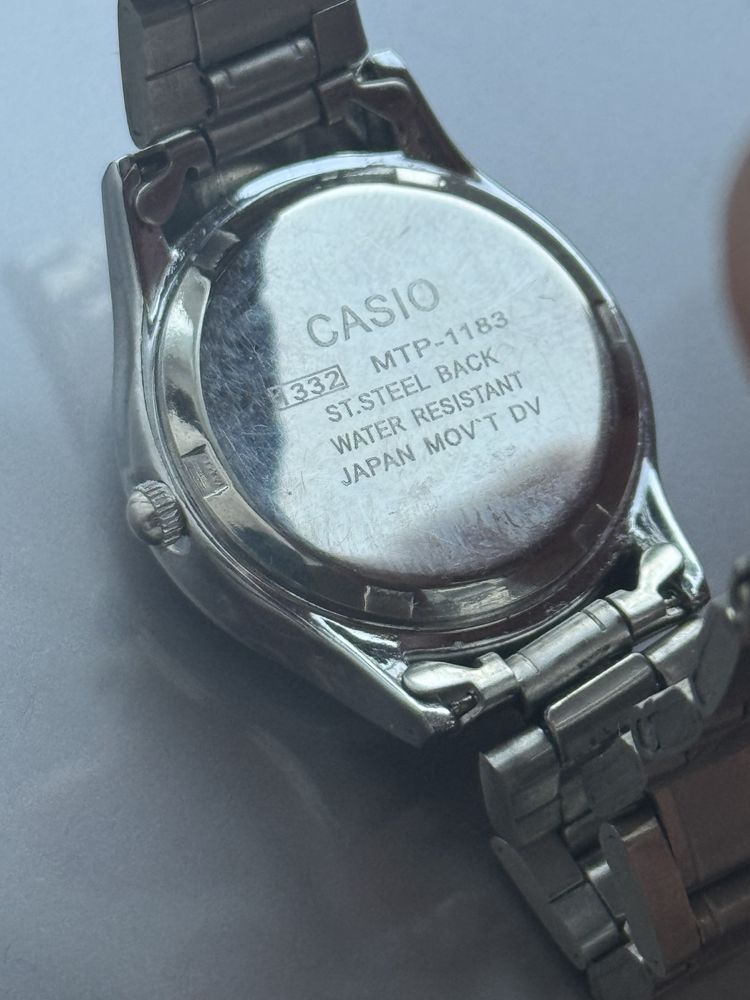 CASIO
1332 MTP-1183
ST.STEEL BACK
WATER RESISTANT
JAPAN MOV'T DV